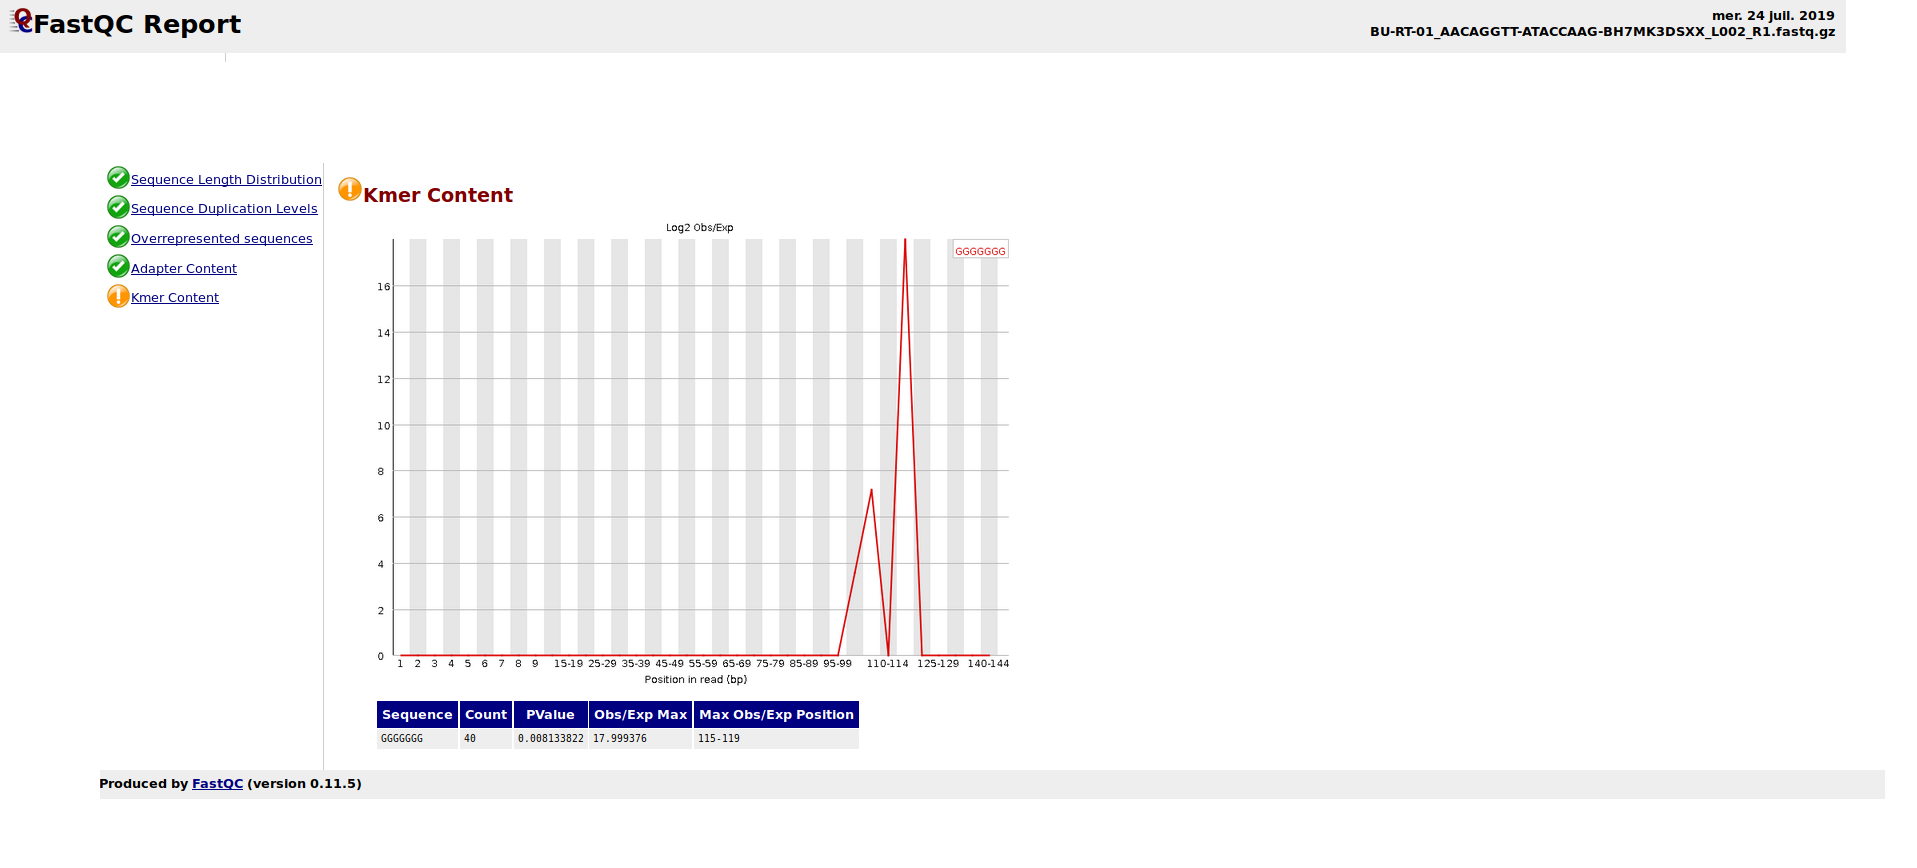 FastQC Report
mer. 24 juil. 2019
BU-RT-01_AACAGGTT-ATACCAAG-BH7MK3DSXX_L002_R1.fastq.gz
Sequence Length Distribution
Sequence Duplication Levels
Overrepresented sequences
Adapter Content
Kmer Content
Kmer Content
Log2 Obs/Exp
GGGGGGG
16
14
12
10
8
6
4
2
0
1 2 3 4 5 6 7 8 9 15-19 25-29 35-39 45-49 55-59 65-69 75-79 85-89 95-99 110-114 125-129 140-144
Position in read (bp)
Sequence Count PValue Obs/Exp Max Max Obs/Exp Position
GGGGGGG 40 0.008133822 17.999376 115-119
Produced by FastQC (version 0.11.5)